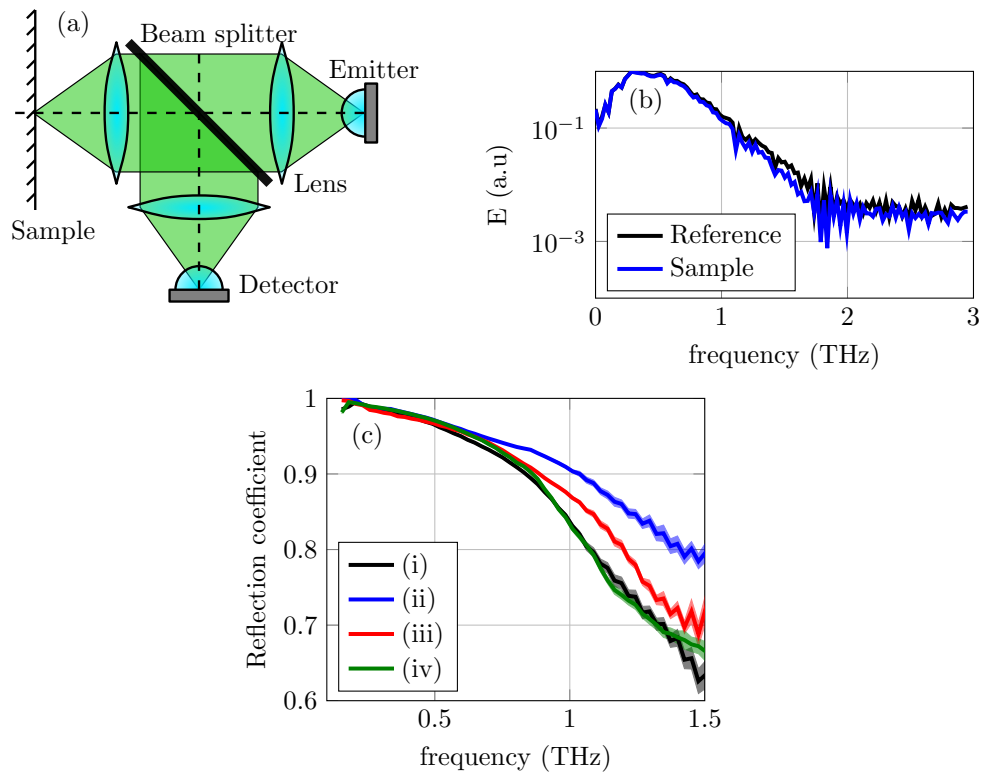 (a)
Beam splitter
Emitter
Lens
Sample
Detector
(b)
E (a.u)
10⁻¹
10⁻³
Reference
Sample
0 1 2 3
frequency (THz)
(c)
Reflection coefficient
1
0.9
0.8
0.7
0.6
(i)
(ii)
(iii)
(iv)
0.5 1 1.5
frequency (THz)